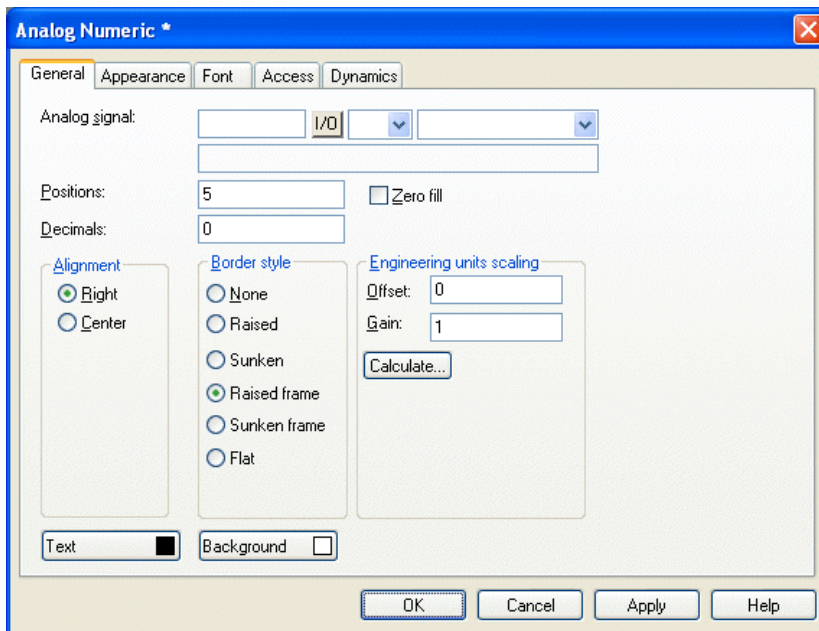 Analog Numeric *
General Appearance Font Access Dynamics
Analog signal: I/O
Positions: 5 Zero fill
Decimals: 0
Alignment Border style Engineering units scaling
Right None Offset: 0
Center Raised Gain: 1
Sunken Calculate...
Raised frame
Sunken frame
Flat
Text Background
OK Cancel Apply Help